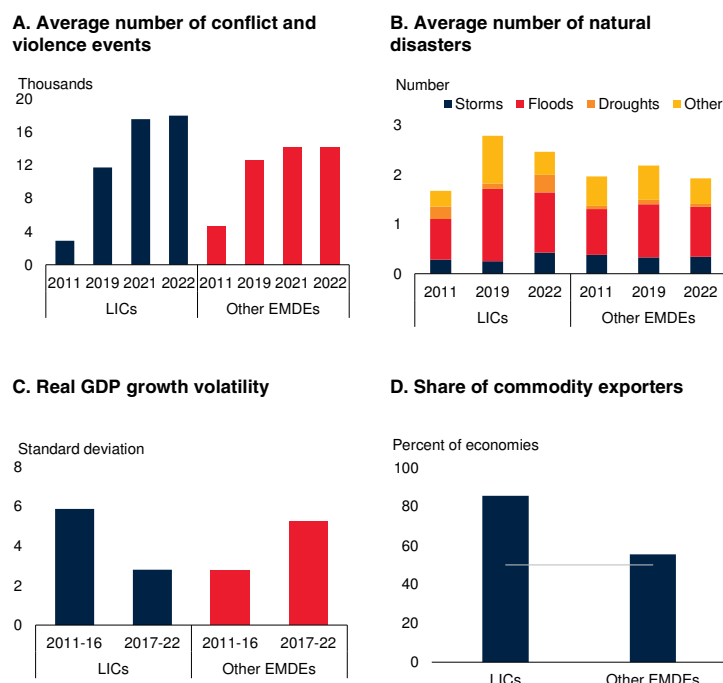 A. Average number of conflict and
violence events
Thousands
20
16
12
8
4
0
2011 2019 2021 2022 2011 2019 2021 2022
LICs Other EMDEs
B. Average number of natural
disasters
Number
Storms Floods Droughts Other
3
2
1
0
2011 2019 2022 2011 2019 2022
LICs Other EMDEs
C. Real GDP growth volatility
Standard deviation
8
6
4
2
0
2011-16 2017-22 2011-16 2017-22
LICs Other EMDEs
D. Share of commodity exporters
Percent of economies
100
80
60
40
20
0
LICs Other EMDEs